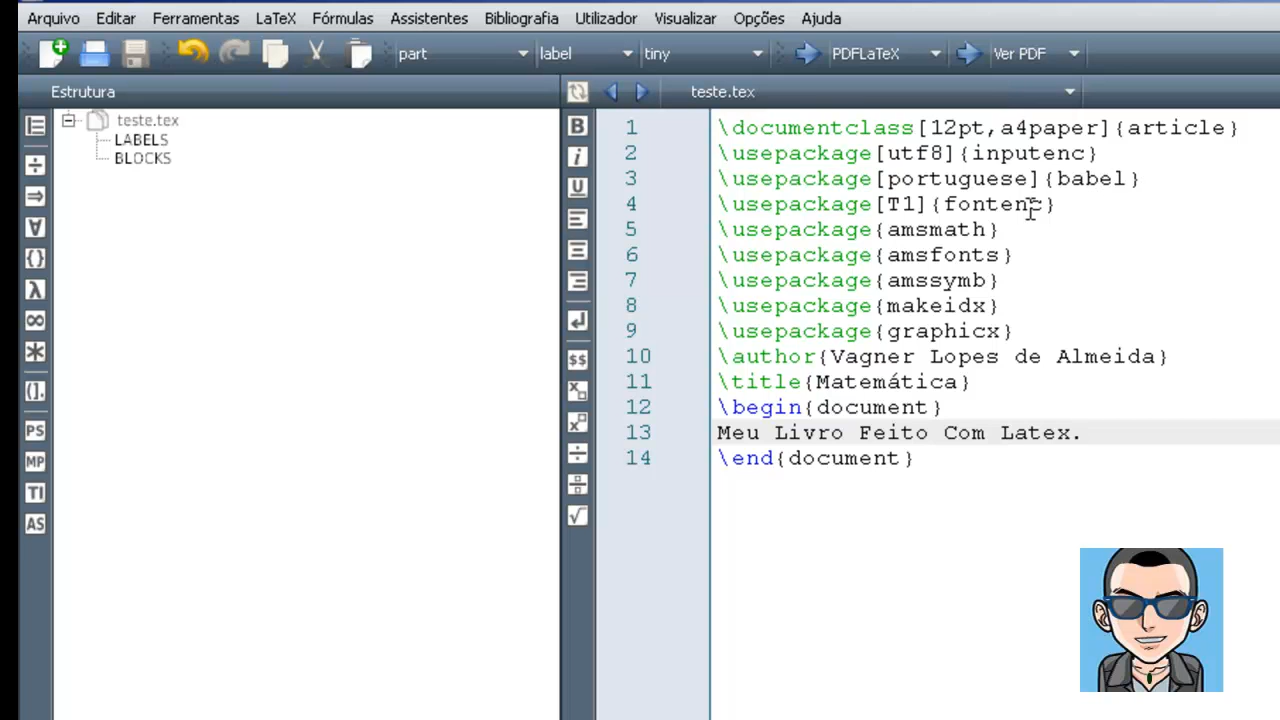 Arquivo Editar Ferramentas LaTeX Fórmulas Assistentes Bibliografia Utilizador Visualizar Opções Ajuda
part label tiny PDFLaTeX Ver PDF
Estrutura
teste.tex
teste.tex
LABELS
BLOCKS
PS
MP
TI
AS
B
i
U
$$
1 \documentclass[12pt,a4paper]{article}
2 \usepackage[utf8]{inputenc}
3 \usepackage[portuguese]{babel}
4 \usepackage[T1]{fontenc}
5 \usepackage{amsmath}
6 \usepackage{amsfonts}
7 \usepackage{amssymb}
8 \usepackage{makeidx}
9 \usepackage{graphicx}
10 \author{Vagner Lopes de Almeida}
11 \title{Matemática}
12 \begin{document}
13 Meu Livro Feito Com Latex.
14 \end{document}